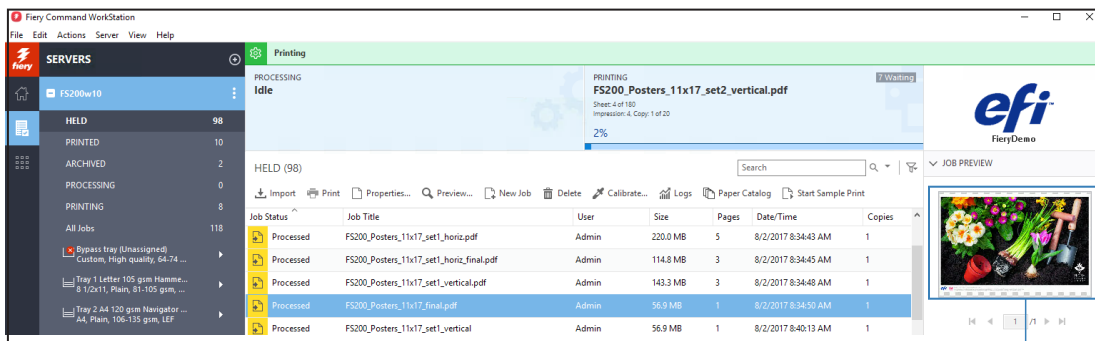 Fiery Command WorkStation
File Edit Actions Server View Help
fiery
SERVERS
Printing
FS200w10
HELD 98
PRINTED 10
ARCHIVED 2
PROCESSING 0
PRINTING 8
All Jobs 118
Bypass tray (Unassigned)
Custom, High quality, 64-74 ...
Tray 1 Letter 105 gsm Hamme...
8 1/2x11, Plain, 81-105 gsm, ...
Tray 2 A4 120 gsm Navigator ...
A4, Plain, 106-135 gsm, LEF
PROCESSING
Idle
PRINTING
7 Waiting
FS200_Posters_11x17_set2_vertical.pdf
Sheet: 4 of 180
Impression: 4, Copy: 1 of 20
2%
efi
FieryDemo
HELD (98)
Search
Import Print Properties... Preview... New Job Delete Calibrate... Logs Paper Catalog Start Sample Print
Job Status Job Title User Size Pages Date/Time Copies
Processed FS200_Posters_11x17_set1_horiz.pdf Admin 220.0 MB 5 8/2/2017 8:34:43 AM 1
Processed FS200_Posters_11x17_set1_horiz_final.pdf Admin 114.8 MB 3 8/2/2017 8:34:45 AM 1
Processed FS200_Posters_11x17_set1_vertical.pdf Admin 143.3 MB 3 8/2/2017 8:34:48 AM 1
Processed FS200_Posters_11x17_final.pdf Admin 56.9 MB 1 8/2/2017 8:34:50 AM 1
Processed FS200_Posters_11x17_set1_vertical Admin 56.9 MB 1 8/2/2017 8:40:13 AM 1
JOB PREVIEW
1 /1